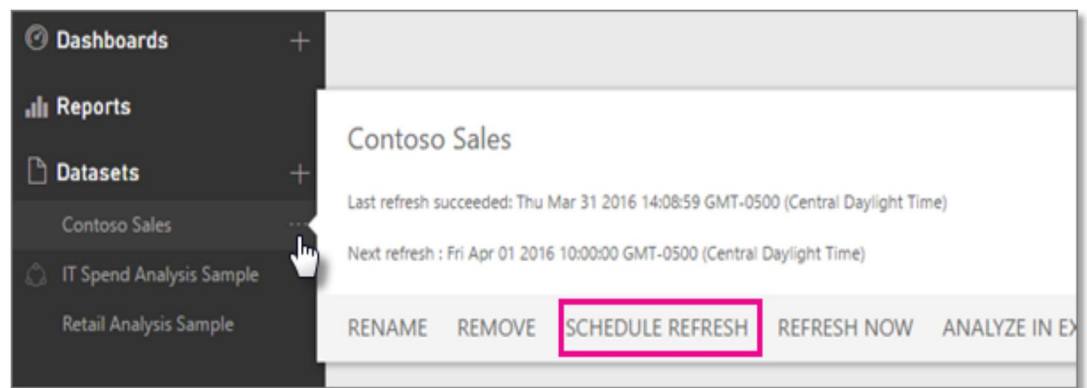 Dashboards +
Reports
Datasets +
Contoso Sales ...
IT Spend Analysis Sample
Retail Analysis Sample
Contoso Sales
Last refresh succeeded: Thu Mar 31 2016 14:08:59 GMT-0500 (Central Daylight Time)
Next refresh : Fri Apr 01 2016 10:00:00 GMT-0500 (Central Daylight Time)
RENAME REMOVE SCHEDULE REFRESH REFRESH NOW ANALYZE IN